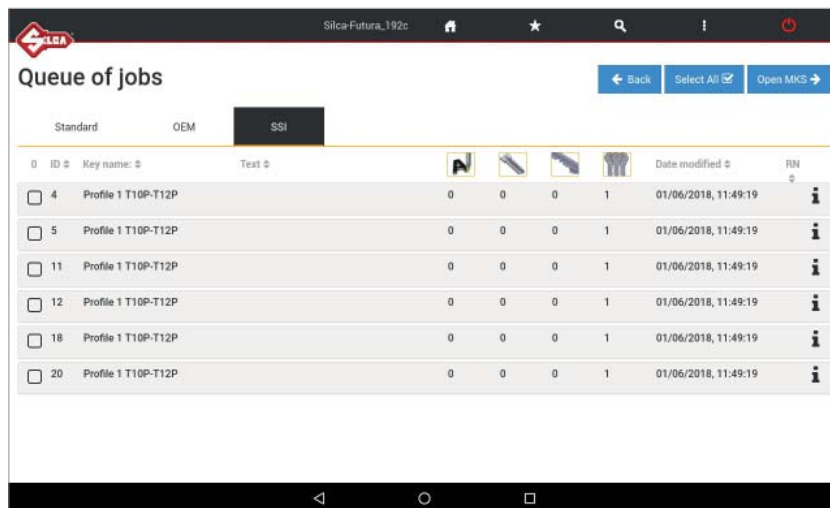 SILCA
Silca-Futura_192c
Queue of jobs
Back
Select All
Open MKS
Standard OEM SSI
0 ID Key name: Text Date modified RN
4 Profile 1 T10P-T12P 0 0 0 1 01/06/2018, 11:49:19
5 Profile 1 T10P-T12P 0 0 0 1 01/06/2018, 11:49:19
11 Profile 1 T10P-T12P 0 0 0 1 01/06/2018, 11:49:19
12 Profile 1 T10P-T12P 0 0 0 1 01/06/2018, 11:49:19
18 Profile 1 T10P-T12P 0 0 0 1 01/06/2018, 11:49:19
20 Profile 1 T10P-T12P 0 0 0 1 01/06/2018, 11:49:19